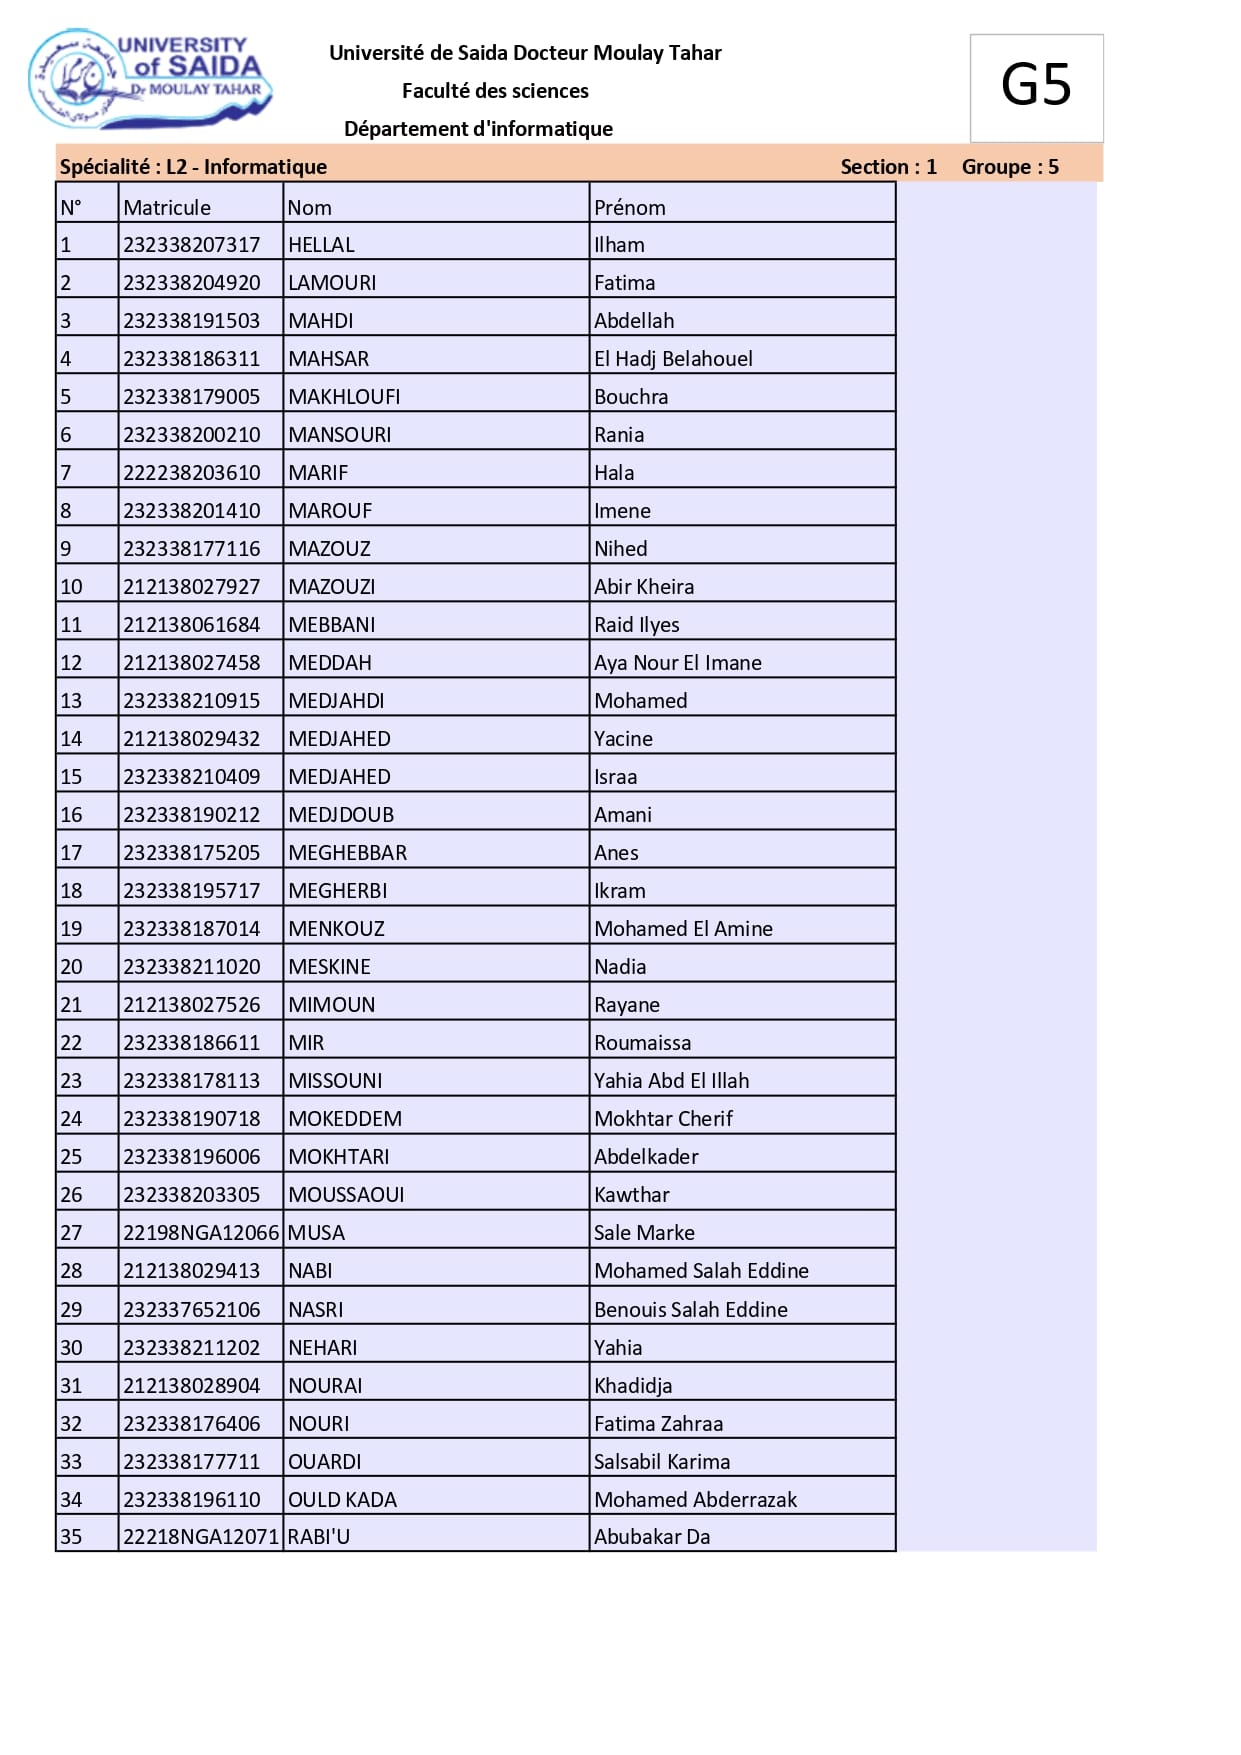 UNIVERSITY
of SAIDA
Dr MOULAY TAHAR
Université de Saida Docteur Moulay Tahar
Faculté des sciences
Département d'informatique
G5
Spécialité : L2 - Informatique Section : 1 Groupe : 5
N° Matricule Nom Prénom
1 232338207317 HELLAL Ilham
2 232338204920 LAMOURI Fatima
3 232338191503 MAHDI Abdellah
4 232338186311 MAHSAR El Hadj Belahouel
5 232338179005 MAKHLOUFI Bouchra
6 232338200210 MANSOURI Rania
7 222238203610 MARIF Hala
8 232338201410 MAROUF Imene
9 232338177116 MAZOUZ Nihed
10 212138027927 MAZOUZI Abir Kheira
11 212138061684 MEBBANI Raid Ilyes
12 212138027458 MEDDAH Aya Nour El Imane
13 232338210915 MEDJAHDI Mohamed
14 212138029432 MEDJAHED Yacine
15 232338210409 MEDJAHED Israa
16 232338190212 MEDJDOUB Amani
17 232338175205 MEGHEBBAR Anes
18 232338195717 MEGHERBI Ikram
19 232338187014 MENKOUZ Mohamed El Amine
20 232338211020 MESKINE Nadia
21 212138027526 MIMOUN Rayane
22 232338186611 MIR Roumaissa
23 232338178113 MISSOUNI Yahia Abd El Illah
24 232338190718 MOKEDDEM Mokhtar Cherif
25 232338196006 MOKHTARI Abdelkader
26 232338203305 MOUSSAOUI Kawthar
27 22198NGA12066 MUSA Sale Marke
28 212138029413 NABI Mohamed Salah Eddine
29 232337652106 NASRI Benouis Salah Eddine
30 232338211202 NEHARI Yahia
31 212138028904 NOURAI Khadidja
32 232338176406 NOURI Fatima Zahraa
33 232338177711 OUARDI Salsabil Karima
34 232338196110 OULD KADA Mohamed Abderrazak
35 22218NGA12071 RABI'U Abubakar Da